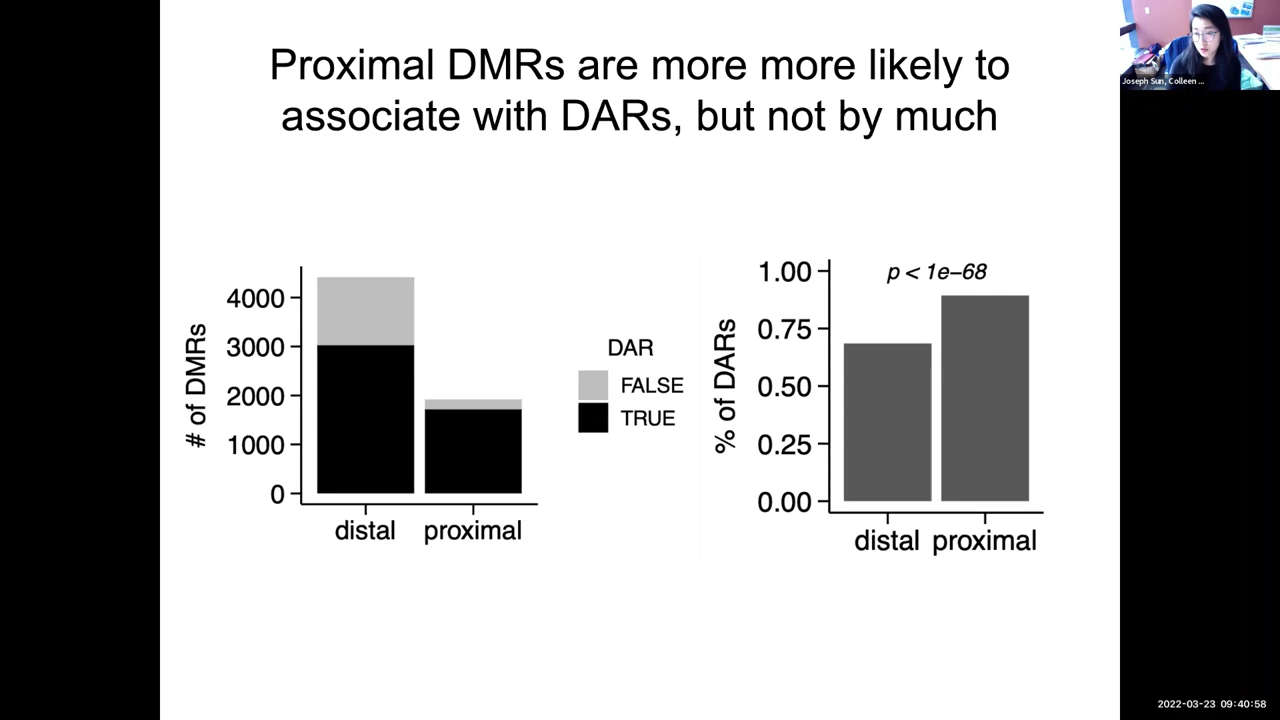 Proximal DMRs are more more likely to
associate with DARs, but not by much
Joseph Sun, Colleen ...
# of DMRs
4000
3000
2000
1000
0
distal proximal
DAR
FALSE
TRUE
% of DARs
1.00
0.75
0.50
0.25
0.00
p < 1e−68
distal proximal
2022-03-23 09:40:58